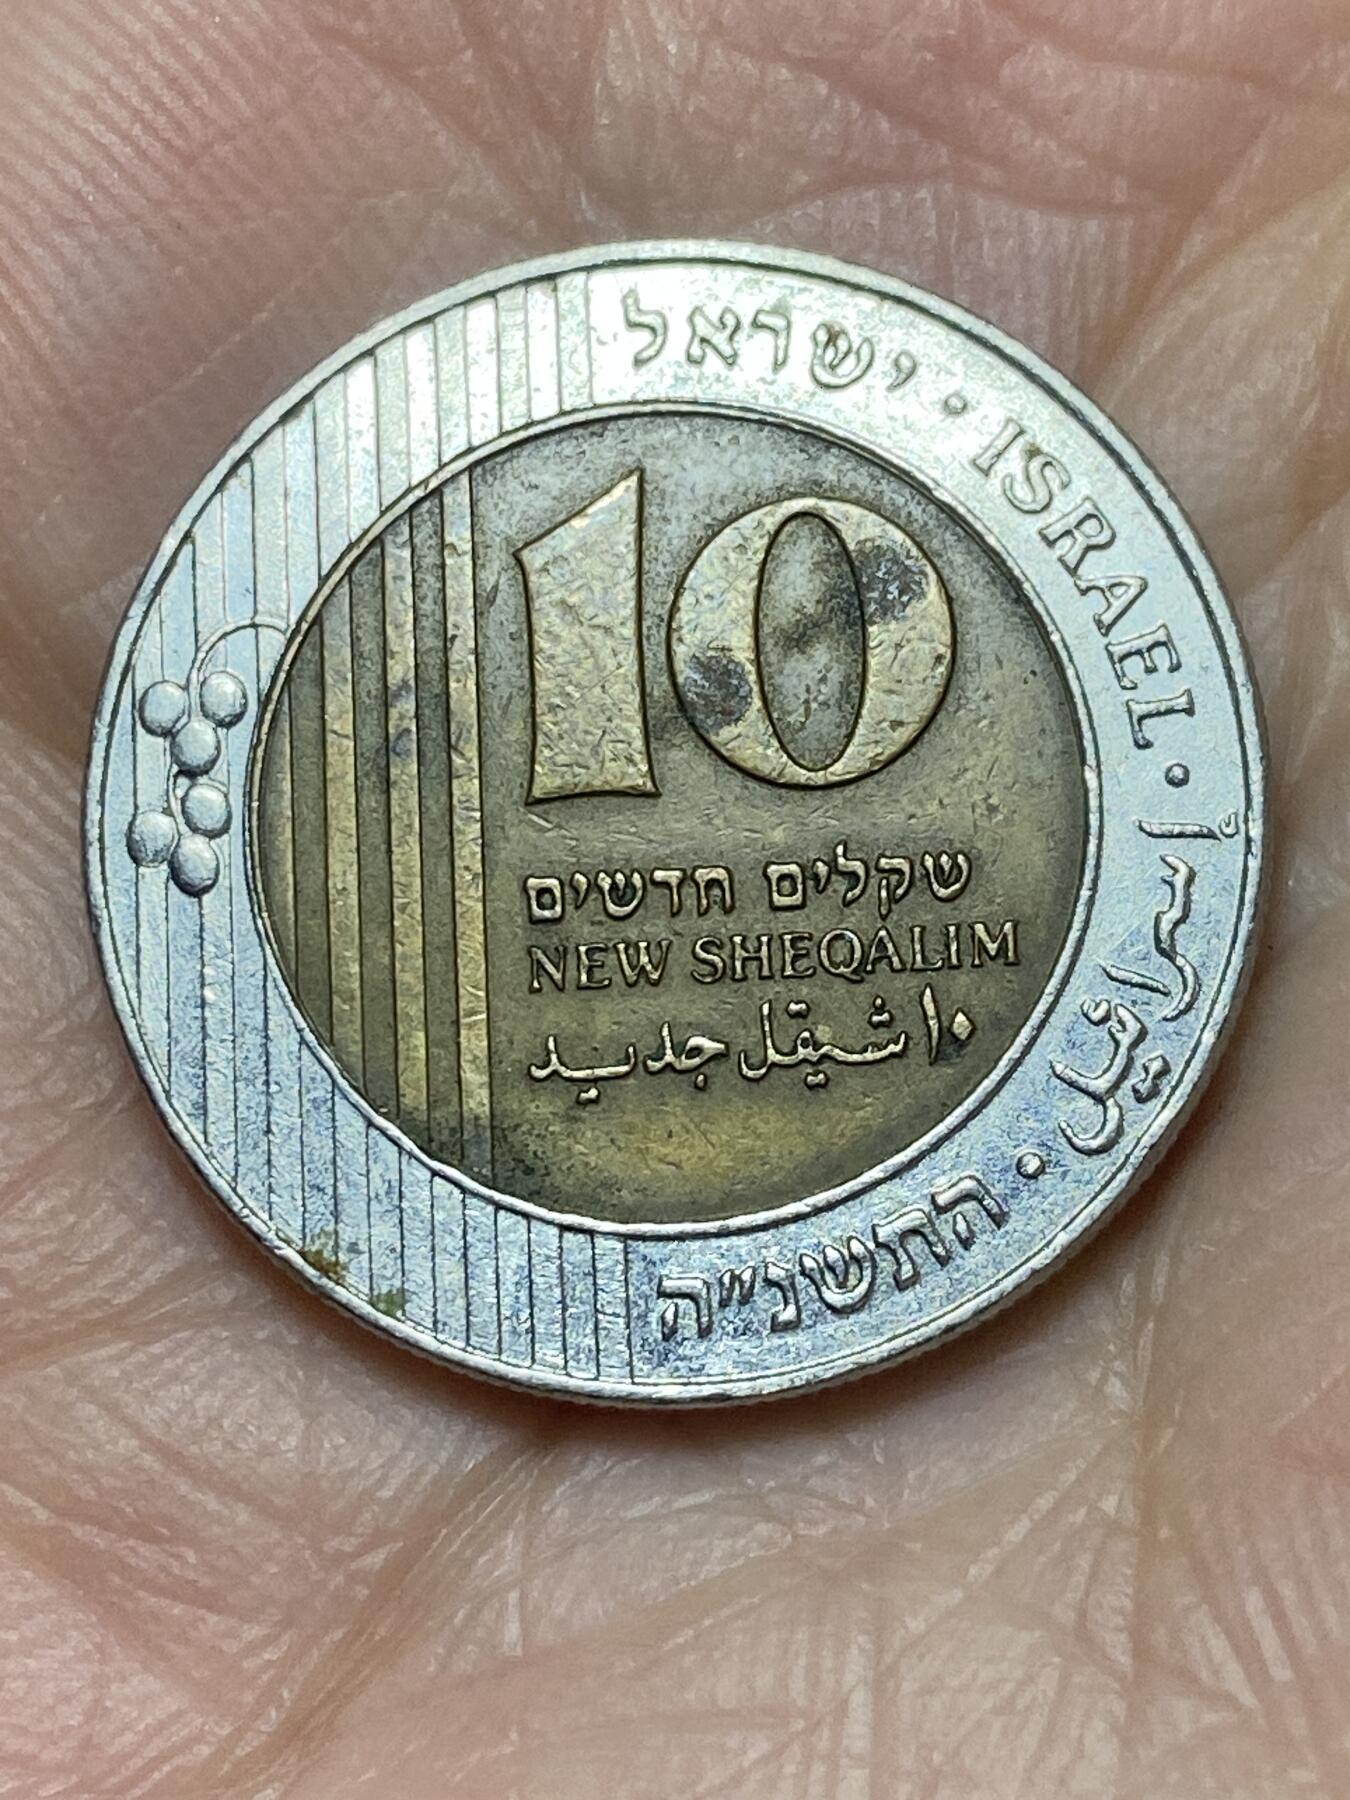 ישראל · ISRAEL · إسرائيل · התשנ״ה
10
שקלים חדשים
NEW SHEQALIM
١٠ شيقل جديد